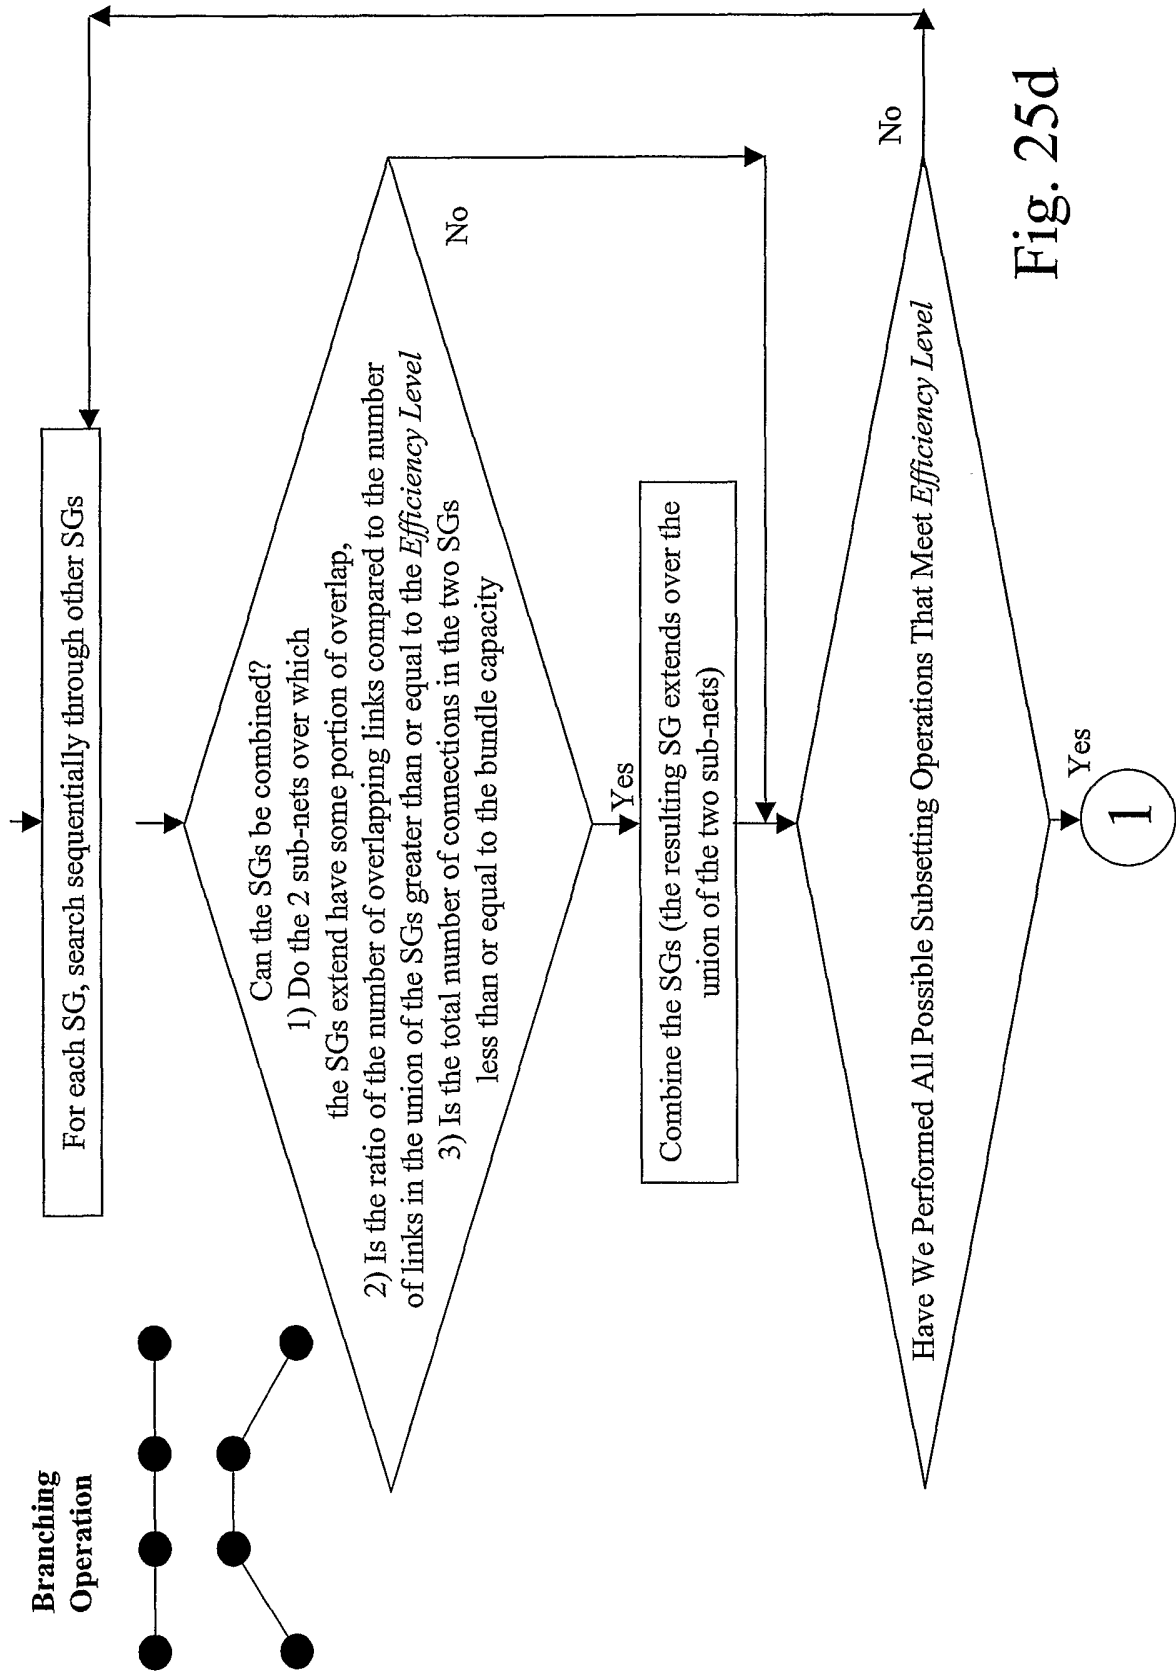 Branching
Operation
For each SG, search sequentially through other SGs
Can the SGs be combined?
1) Do the 2 sub-nets over which
the SGs extend have some portion of overlap,
2) Is the ratio of the number of overlapping links compared to the number
of links in the union of the SGs greater than or equal to the Efficiency Level
3) Is the total number of connections in the two SGs
less than or equal to the bundle capacity
No
Yes
Combine the SGs (the resulting SG extends over the
union of the two sub-nets)
Have We Performed All Possible Subsetting Operations That Meet Efficiency Level
No
Yes
1
Fig. 25d